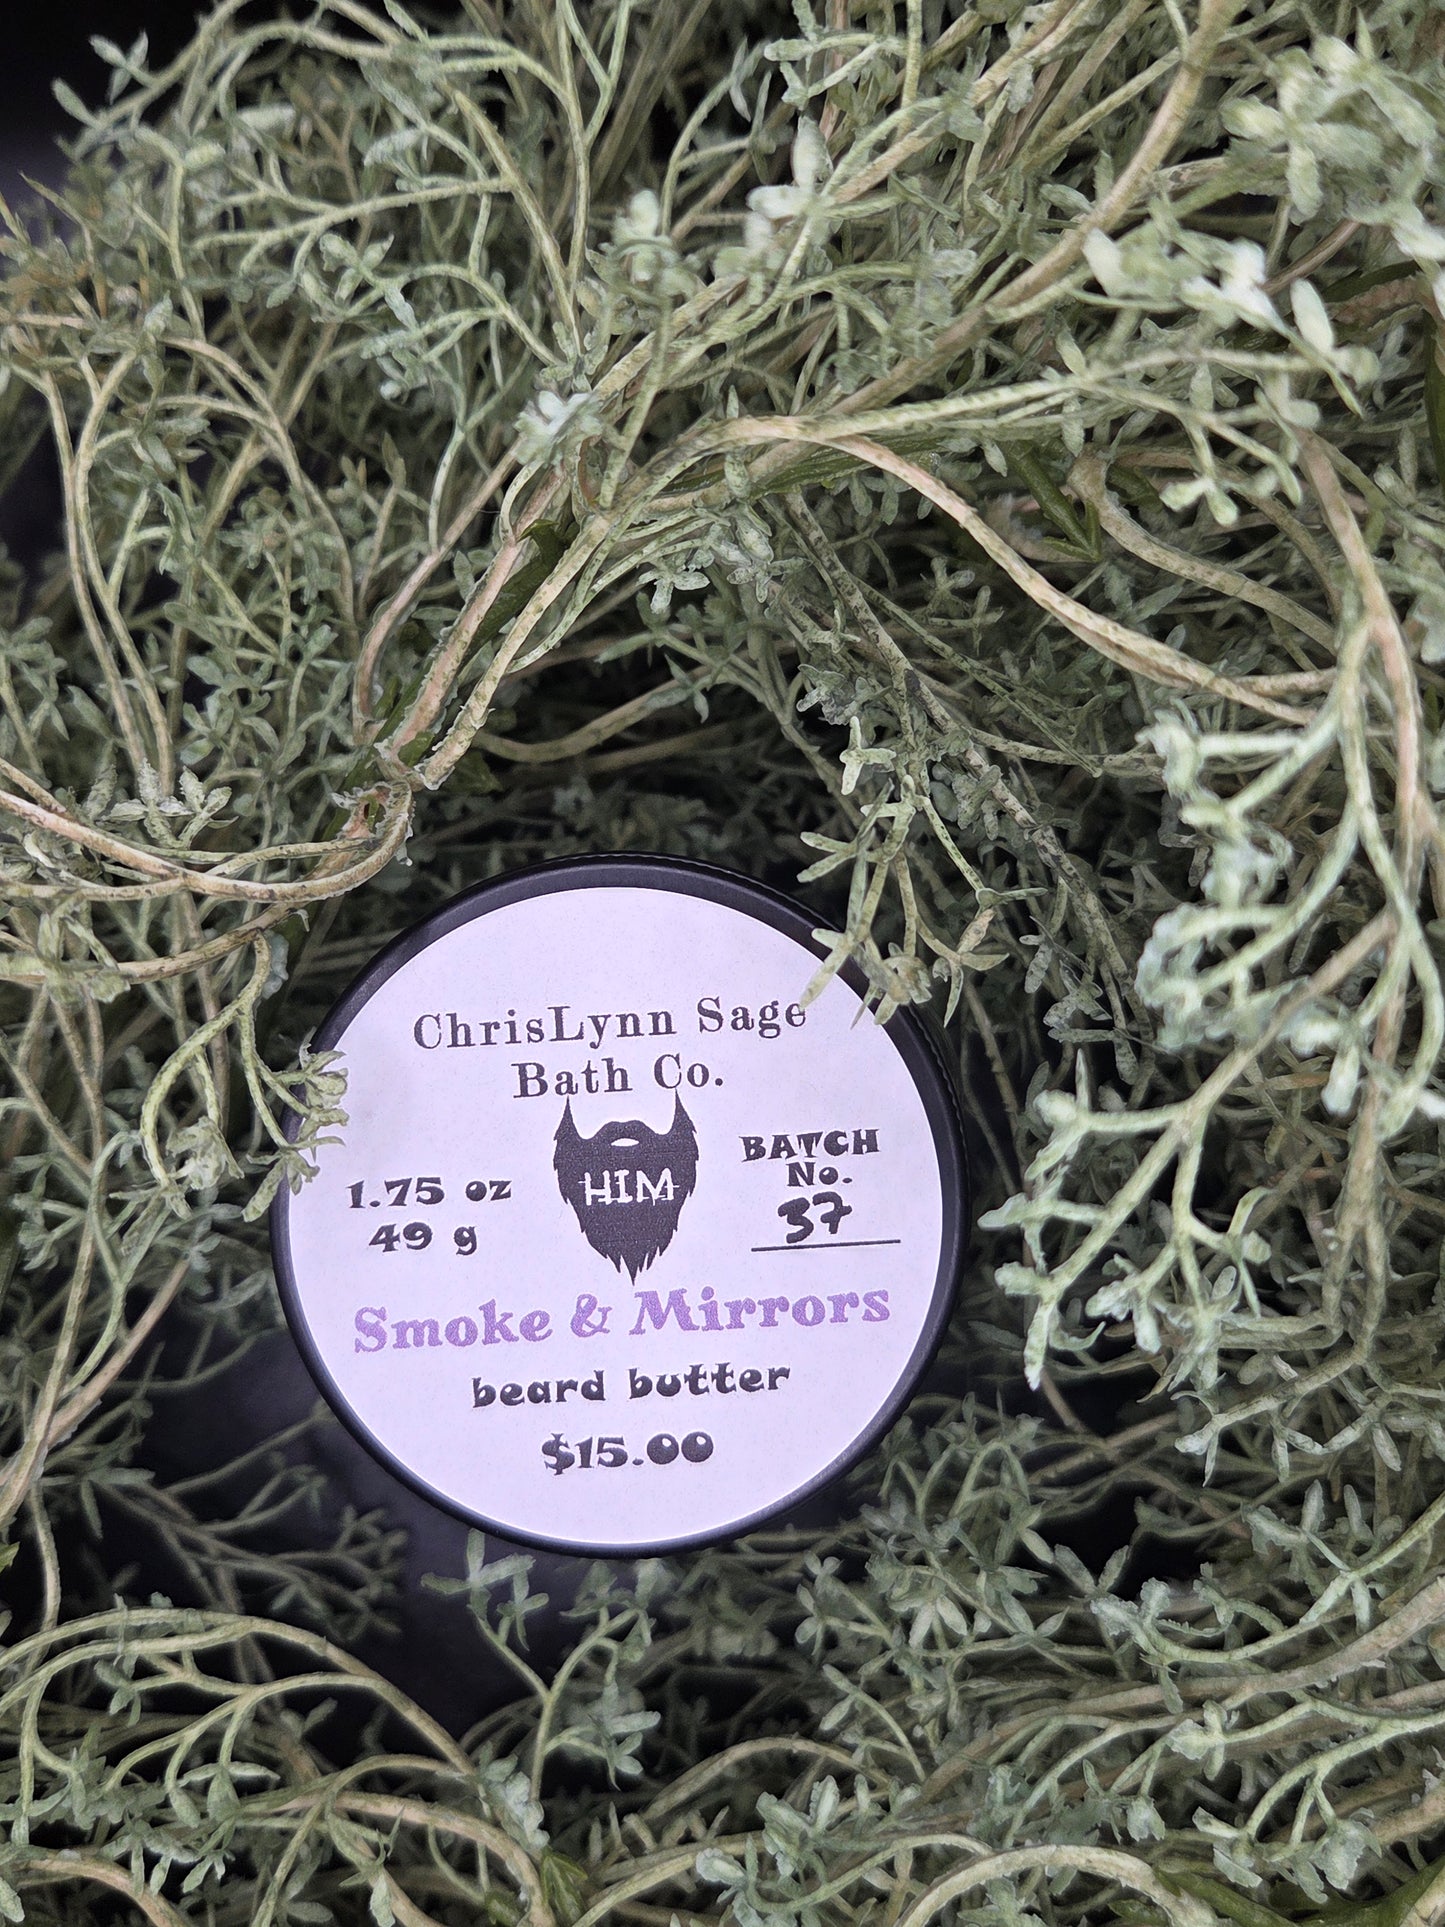 ChrisLynn Sage
Bath Co.
HIM
1.75 oz
49 g
BATCH
No.
37
Smoke & Mirrors
beard butter
$15.00